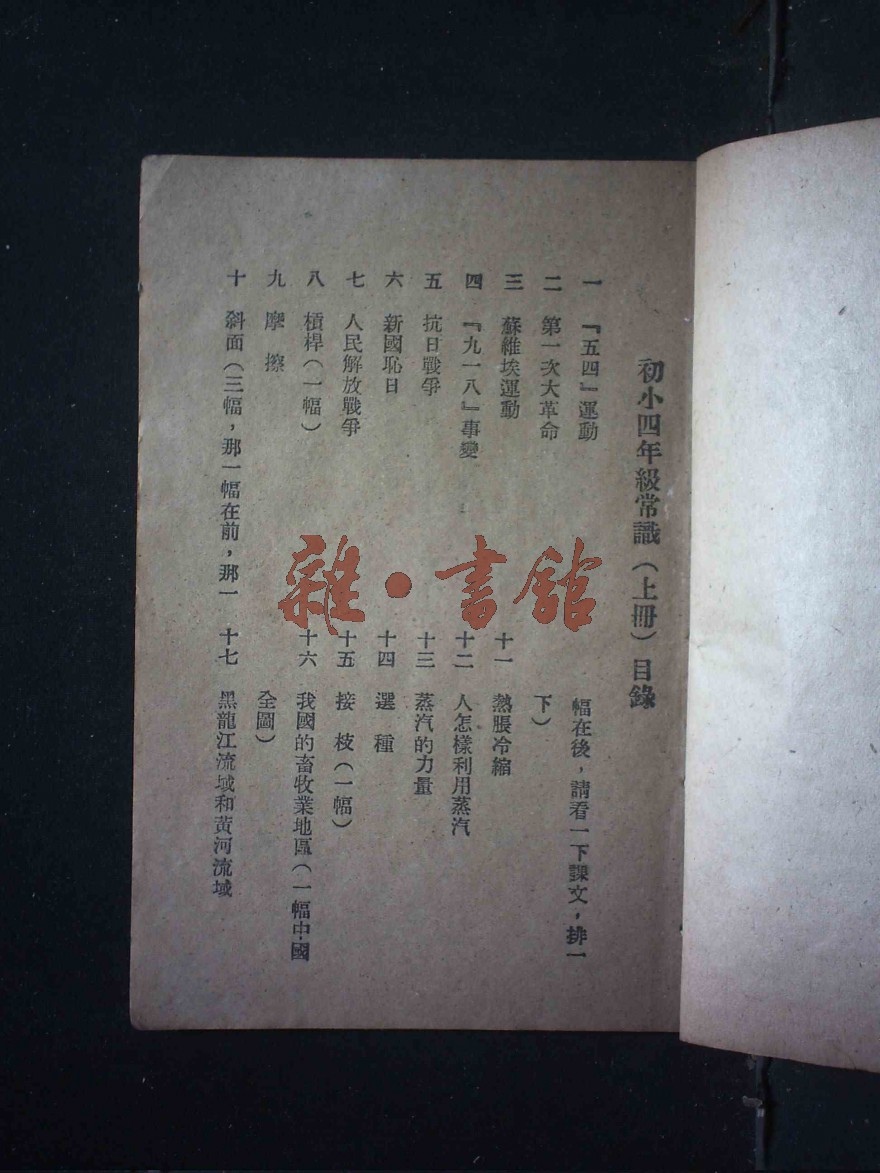 初小四年級常識（上冊）目錄
一　『五四』運動
二　第一次大革命
三　蘇維埃運動
四　『九一八』事變
五　抗日戰爭
六　新國恥日
七　人民解放戰爭
八　槓桿（一幅）
九　摩擦
十　斜面（三幅，那一幅在前，那一
幅在後，請看一下課文，排一
下）
十一　熱脹冷縮
十二　人怎樣利用蒸汽
十三　蒸汽的力量
十四　選種
十五　接枝（一幅）
十六　我國的畜牧業地區（一幅中國
全圖）
十七　黑龍江流域和黃河流域
雜・書館